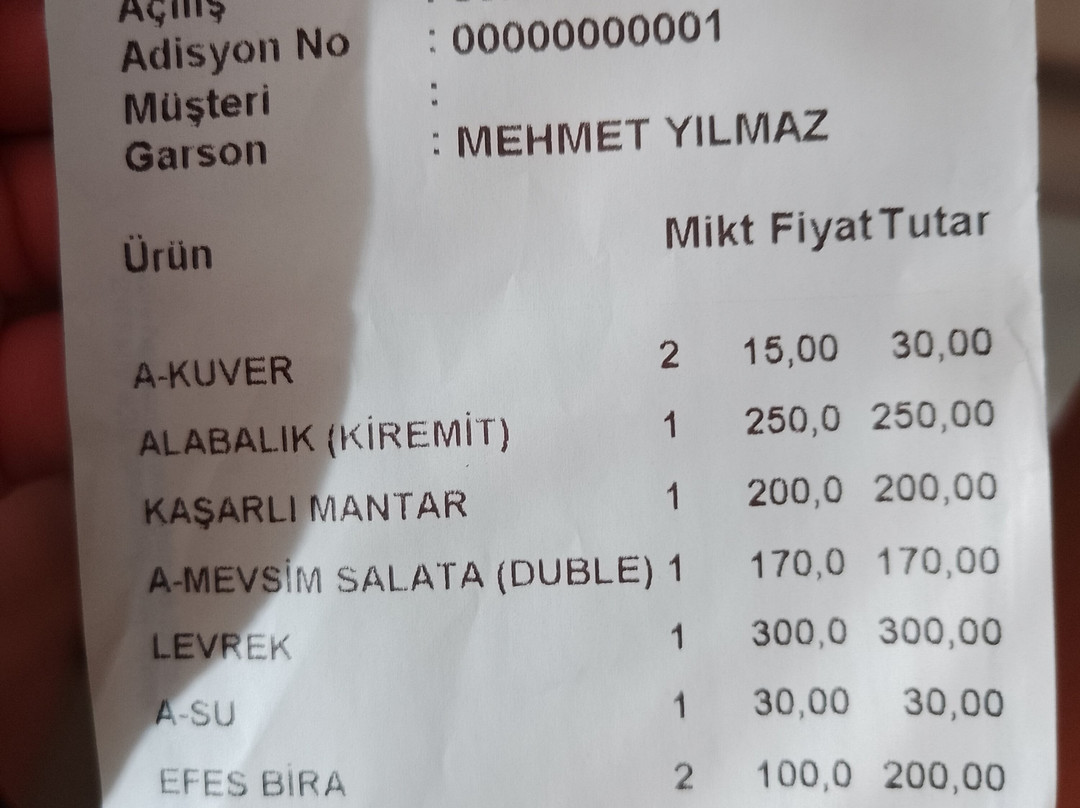 Açılış :
Adisyon No : 00000000001
Müşteri :
Garson : MEHMET YILMAZ
Ürün Mikt Fiyat Tutar
A-KUVER 2 15,00 30,00
ALABALIK (KİREMİT) 1 250,0 250,00
KAŞARLI MANTAR 1 200,0 200,00
A-MEVSİM SALATA (DUBLE) 1 170,0 170,00
LEVREK 1 300,0 300,00
A-SU 1 30,00 30,00
EFES BİRA 2 100,0 200,00